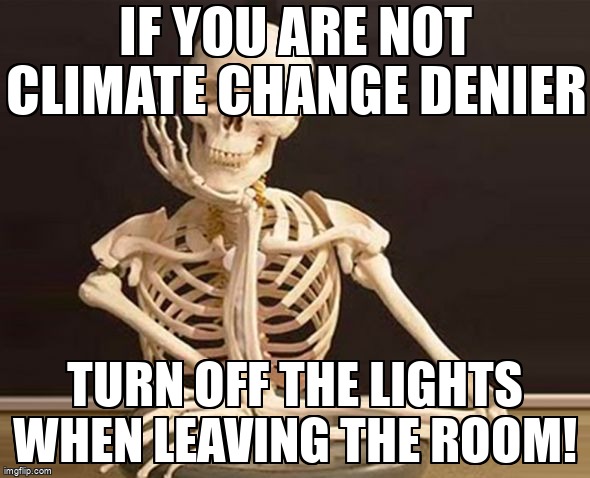 IF YOU ARE NOT
CLIMATE CHANGE DENIER
TURN OFF THE LIGHTS
WHEN LEAVING THE ROOM!
imgflip.com